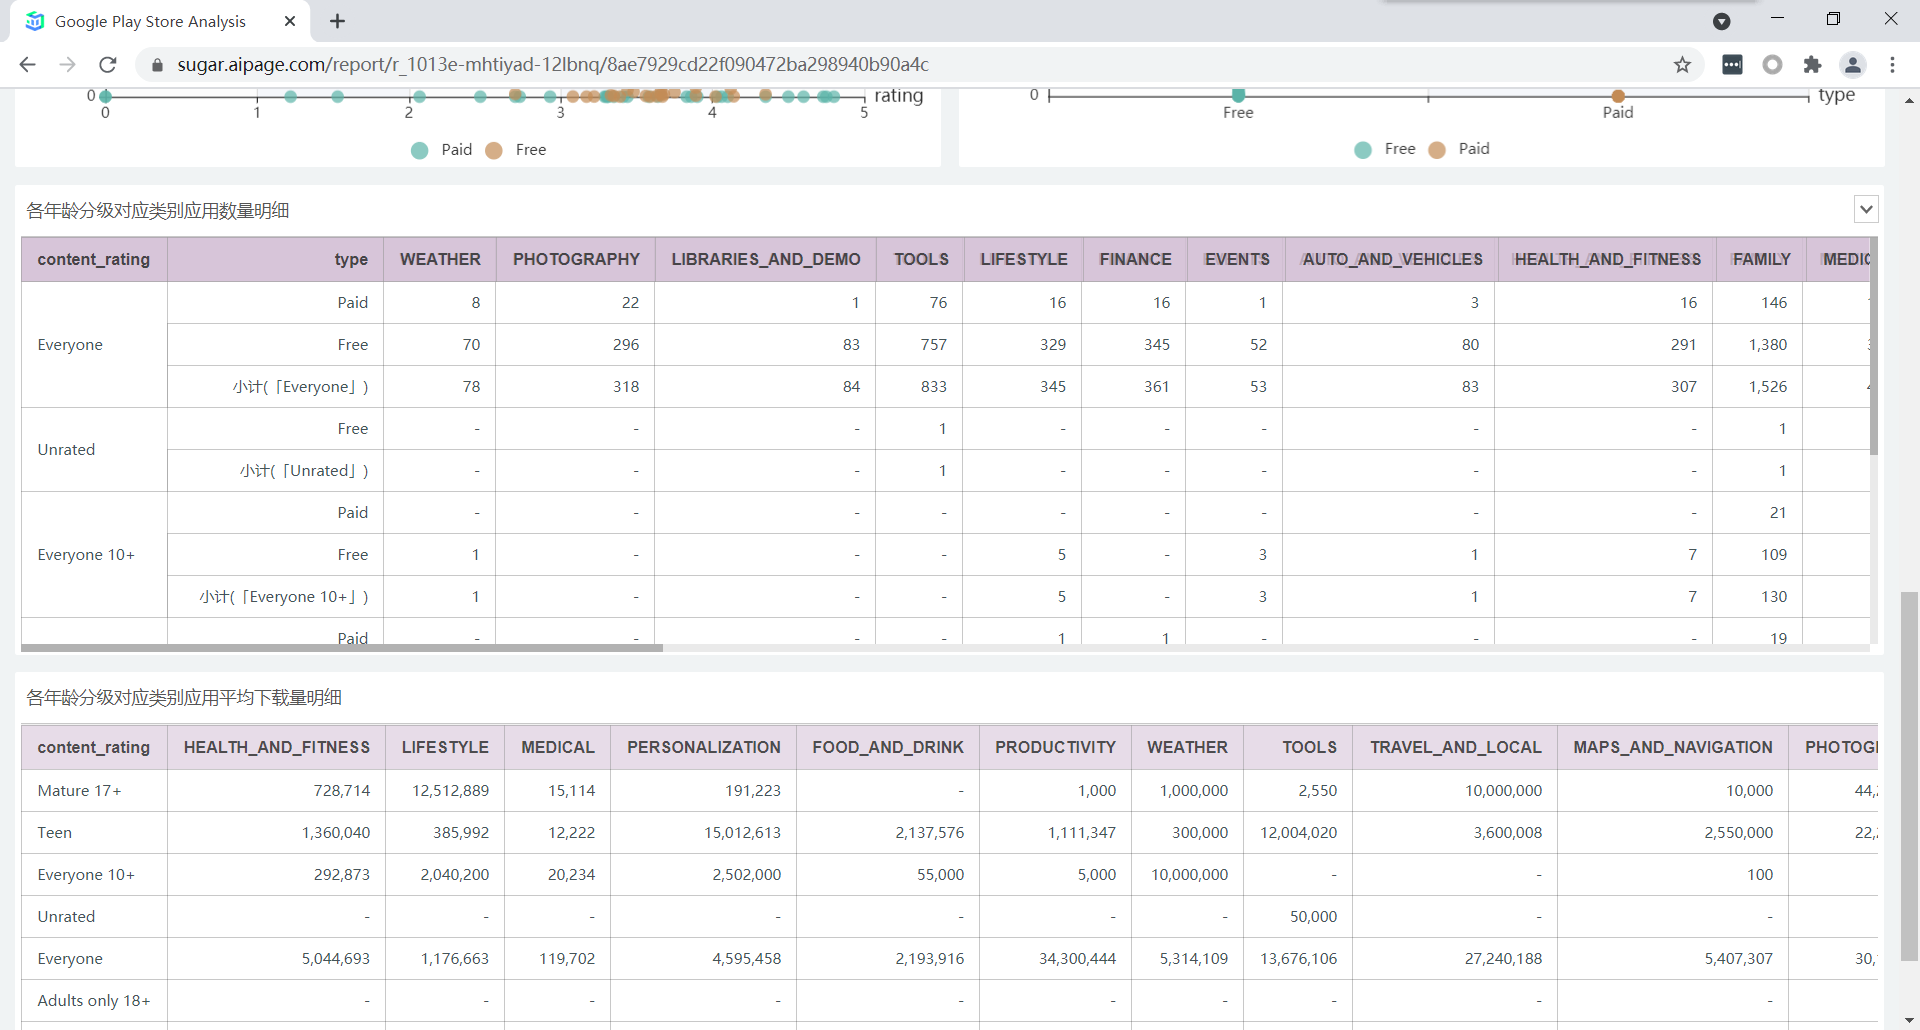 Google Play Store Analysis
sugar.aipage.com/report/r_1013e-mhtiyad-12lbnq/8ae7929cd22f090472ba298940b90a4c
0 rating 0 type
0 1 2 3 4 5 Free Paid
Paid Free Free Paid
各年龄分级对应类别应用数量明细
content_rating type WEATHER PHOTOGRAPHY LIBRARIES_AND_DEMO TOOLS LIFESTYLE FINANCE EVENTS AUTO_AND_VEHICLES HEALTH_AND_FITNESS FAMILY
Paid 8 22 1 76 16 16 1 3 16 146
Everyone Free 70 296 83 757 329 345 52 80 291 1,380
小计(「Everyone」) 78 318 84 833 345 361 53 83 307 1,526
Free - - - 1 - - - - - 1
Unrated
小计(「Unrated」) - - - 1 - - - - - 1
Paid - - - - - - - - - 21
Everyone 10+ Free 1 - - - 5 - 3 1 7 109
小计(「Everyone 10+」) 1 - - - 5 - 3 1 7 130
Paid - - - - 1 1 - - - 19
各年龄分级对应类别应用平均下载量明细
content_rating HEALTH_AND_FITNESS LIFESTYLE MEDICAL PERSONALIZATION FOOD_AND_DRINK PRODUCTIVITY WEATHER TOOLS TRAVEL_AND_LOCAL MAPS_AND_NAVIGATION
Mature 17+ 728,714 12,512,889 15,114 191,223 - 1,000 1,000,000 2,550 10,000,000 10,000
Teen 1,360,040 385,992 12,222 15,012,613 2,137,576 1,111,347 300,000 12,004,020 3,600,008 2,550,000
Everyone 10+ 292,873 2,040,200 20,234 2,502,000 55,000 5,000 10,000,000 - - 100
Unrated - - - - - - - 50,000 - -
Everyone 5,044,693 1,176,663 119,702 4,595,458 2,193,916 34,300,444 5,314,109 13,676,106 27,240,188 5,407,307
Adults only 18+ - - - - - - - - - -